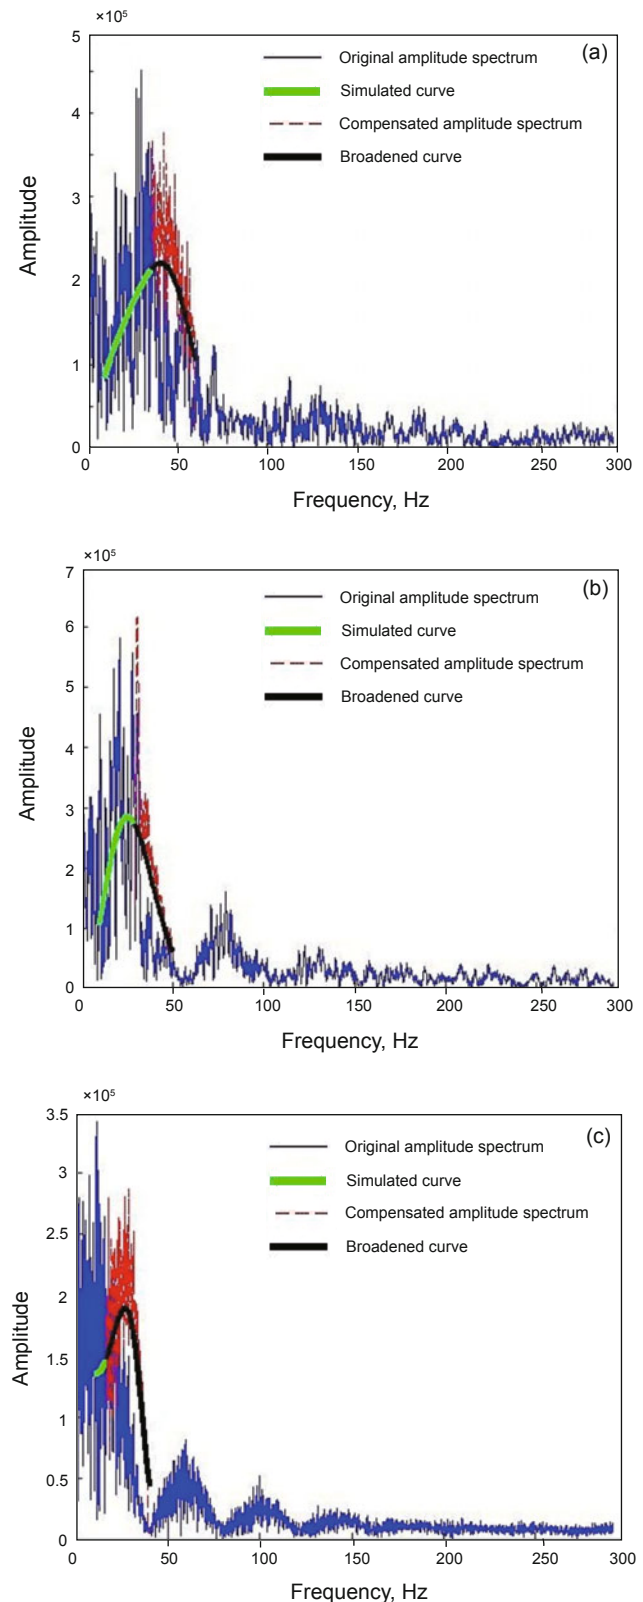 ×10⁵
(a)
5
Original amplitude spectrum
Simulated curve
4
Compensated amplitude spectrum
Broadened curve
3
Amplitude
2
1
0
0 50 100 150 200 250 300
Frequency, Hz
×10⁵
7
(b)
Original amplitude spectrum
6
Simulated curve
Compensated amplitude spectrum
5
Broadened curve
4
Amplitude
3
2
1
0
0 50 100 150 200 250 300
Frequency, Hz
×10⁵
3.5
(c)
Original amplitude spectrum
3
Simulated curve
Compensated amplitude spectrum
2.5
Broadened curve
2
Amplitude
1.5
1
0.5
0
0 50 100 150 200 250 300
Frequency, Hz